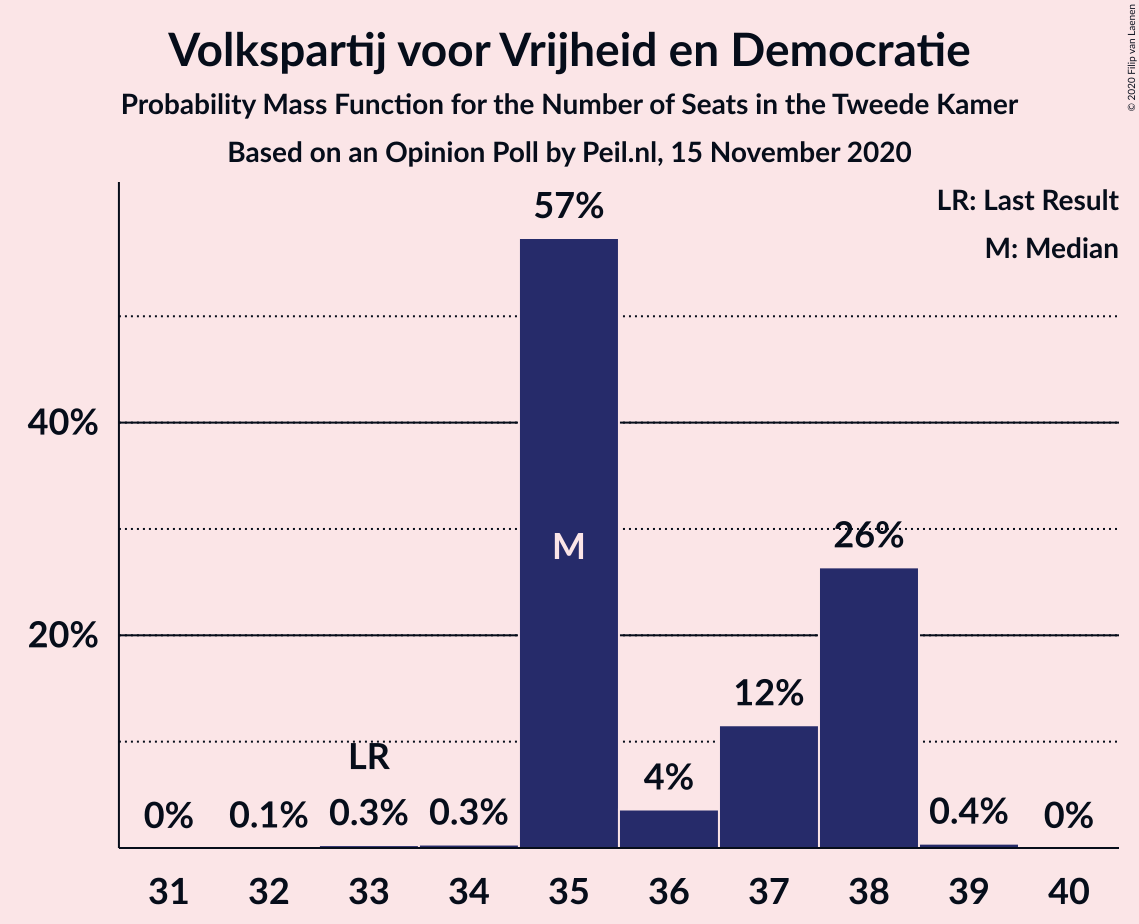 Volkspartij voor Vrijheid en Democratie
Probability Mass Function for the Number of Seats in the Tweede Kamer
Based on an Opinion Poll by Peil.nl, 15 November 2020
© 2020 Filip van Laenen
LR: Last Result
M: Median
57%
40%
M
26%
20%
12%
LR
4%
0%
0.1%
0.3%
0.3%
0.4%
0%
31 32 33 34 35 36 37 38 39 40